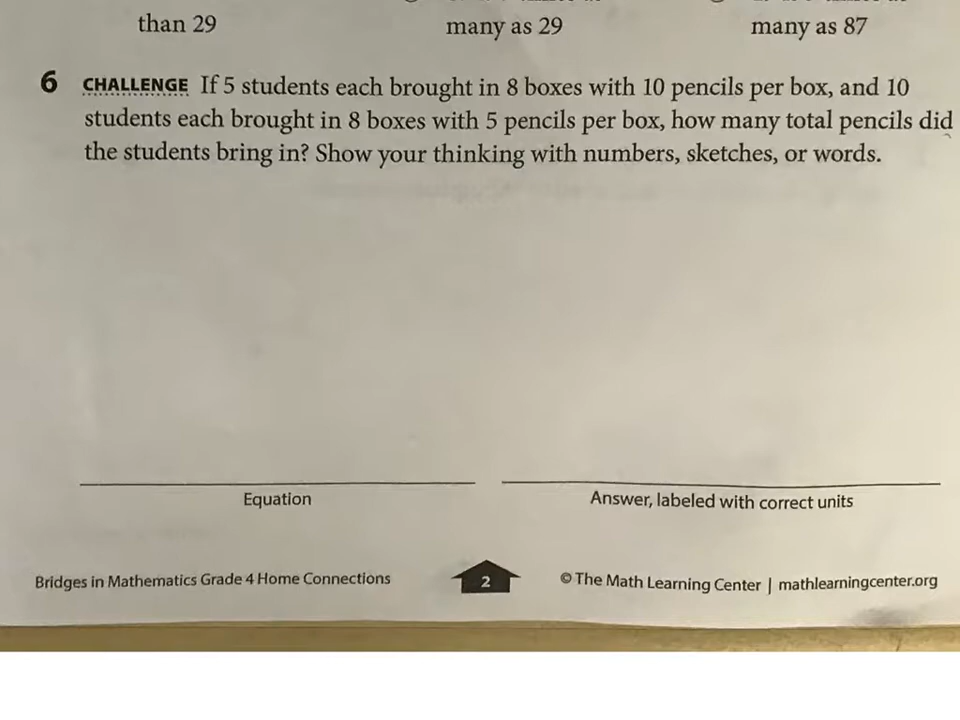 than 29
many as 29
many as 87
6 CHALLENGE If 5 students each brought in 8 boxes with 10 pencils per box, and 10
students each brought in 8 boxes with 5 pencils per box, how many total pencils did
the students bring in? Show your thinking with numbers, sketches, or words.
Equation
Answer, labeled with correct units
Bridges in Mathematics Grade 4 Home Connections
2
© The Math Learning Center | mathlearningcenter.org